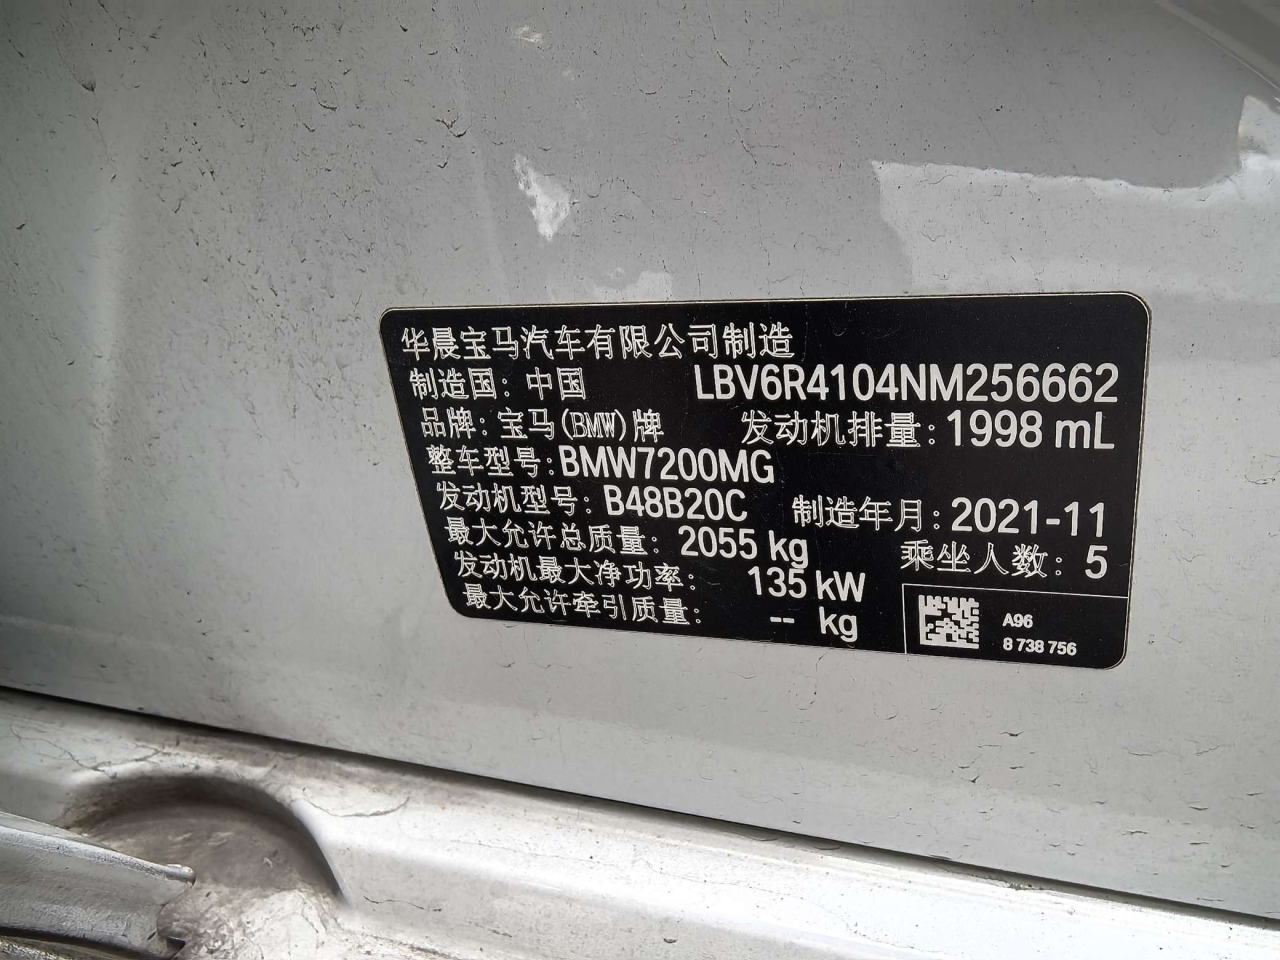 华晨宝马汽车有限公司制造
制造国: 中国 LBV6R4104NM256662
品牌: 宝马(BMW)牌 发动机排量: 1998 mL
整车型号: BMW7200MG
发动机型号: B48B20C 制造年月: 2021-11
最大允许总质量: 2055 kg 乘坐人数: 5
发动机最大净功率: 135 kW
最大允许牵引质量: -- kg
A96
8 738 756